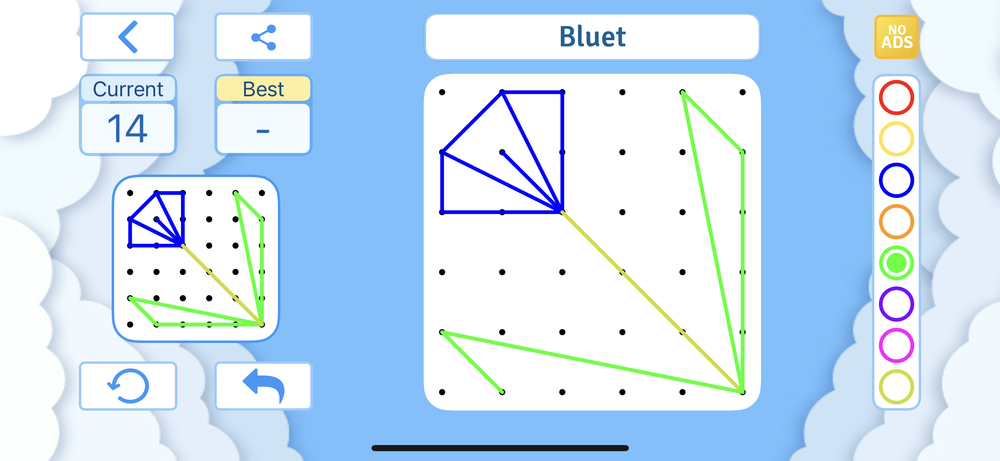 Bluet
NO
ADS
Current
Best
14
-